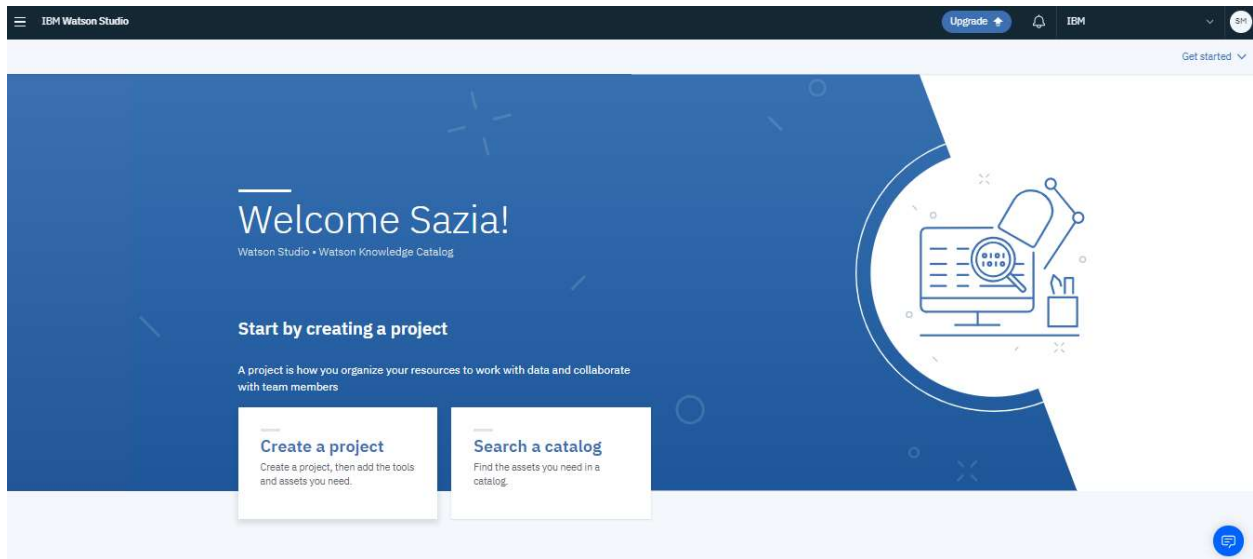 IBM Watson Studio
Upgrade
IBM
SM
Get started
Welcome Sazia!
Watson Studio • Watson Knowledge Catalog
Start by creating a project
A project is how you organize your resources to work with data and collaborate
with team members
Create a project
Create a project, then add the tools
and assets you need.
Search a catalog
Find the assets you need in a
catalog.
0101
1010